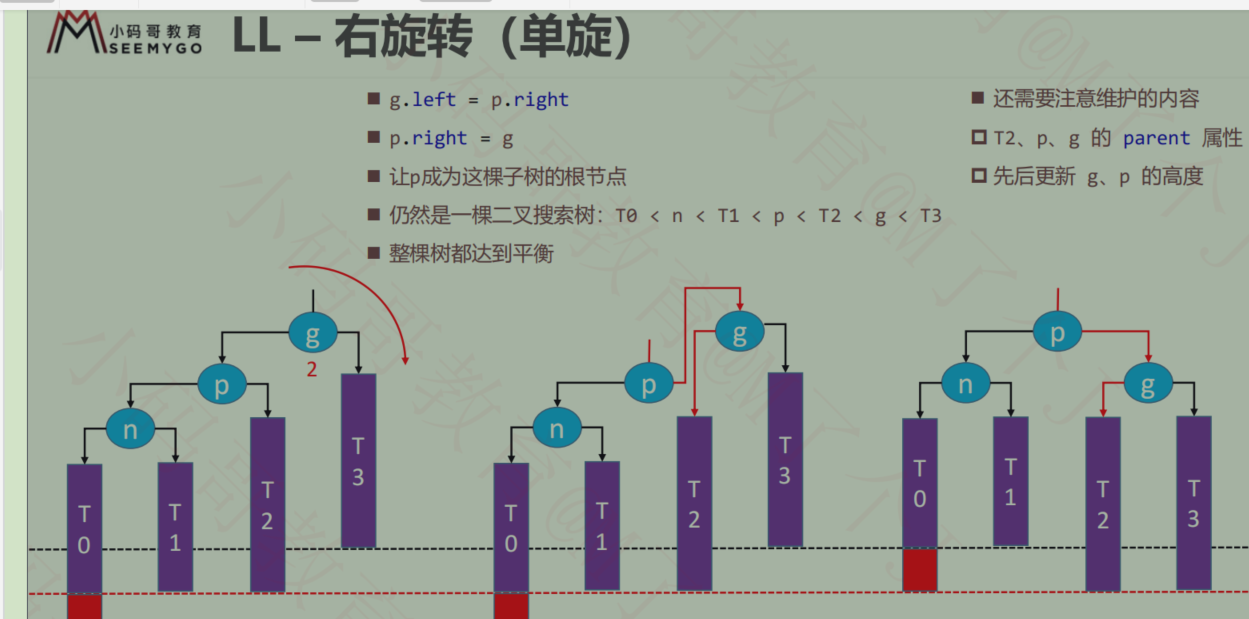 小码哥教育
SEEMYGO
LL – 右旋转（单旋）
g.left = p.right
p.right = g
让p成为这棵子树的根节点
仍然是一棵二叉搜索树：T0 < n < T1 < p < T2 < g < T3
整棵树都达到平衡
还需要注意维护的内容
T2、p、g 的 parent 属性
先后更新 g、p 的高度
g
2
p
n
T0
T1
T2
T3
g
p
n
T0
T1
T2
T3
p
n
g
T0
T1
T2
T3